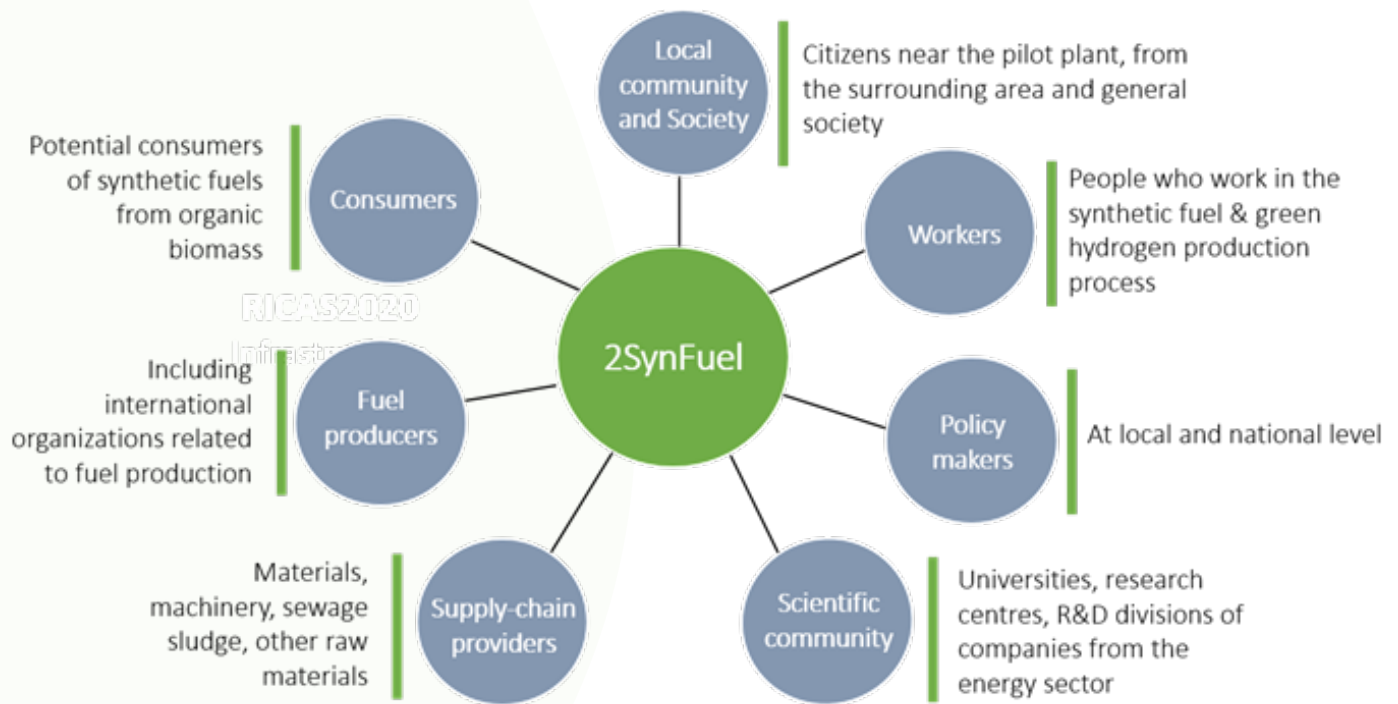 Local
community
and Society
Citizens near the pilot plant, from
the surrounding area and general
society
Workers
People who work in the
synthetic fuel & green
hydrogen production
process
Policy
makers
At local and national level
Scientific
community
Universities, research
centres, R&D divisions of
companies from the
energy sector
Supply-chain
providers
Materials,
machinery, sewage
sludge, other raw
materials
Fuel
producers
Including
international
organizations related
to fuel production
Consumers
Potential consumers
of synthetic fuels
from organic
biomass
RICAS2020
2SynFuel